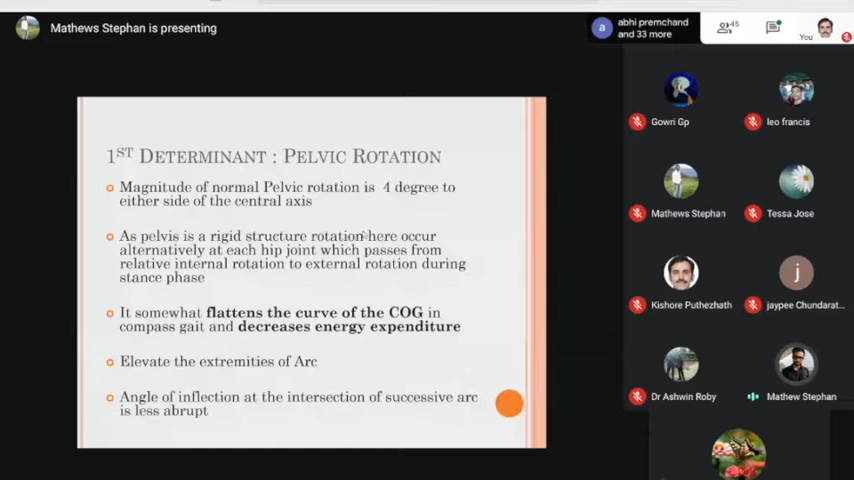 Mathews Stephan is presenting
a
abhi premchand
and 33 more
45
You
Gowri Gp
leo francis
Mathews Stephan
Tessa Jose
Kishore Puthezhath
j
jaypee Chundarat...
Dr Ashwin Roby
Mathew Stephan
1ST DETERMINANT : PELVIC ROTATION
Magnitude of normal Pelvic rotation is 4 degree to
either side of the central axis
As pelvis is a rigid structure rotation here occur
alternatively at each hip joint which passes from
relative internal rotation to external rotation during
stance phase
It somewhat flattens the curve of the COG in
compass gait and decreases energy expenditure
Elevate the extremities of Arc
Angle of inflection at the intersection of successive arc
is less abrupt